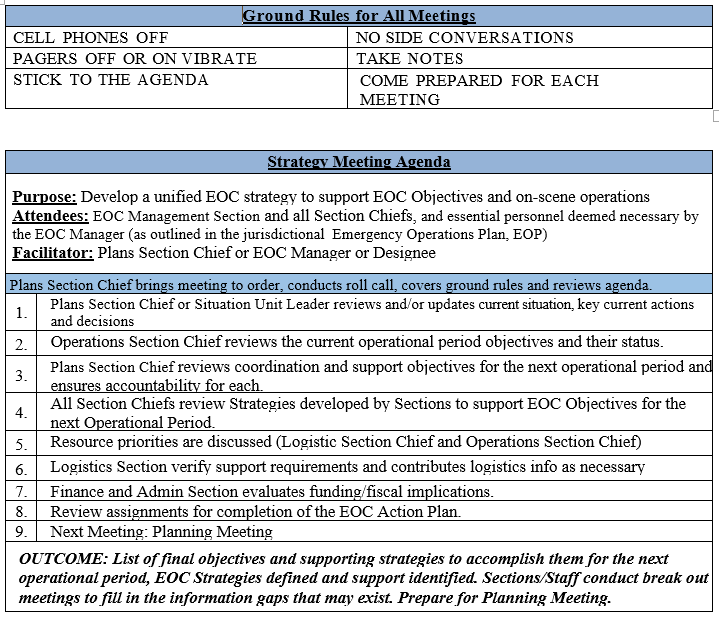 Ground Rules for All Meetings
CELL PHONES OFF
NO SIDE CONVERSATIONS
PAGERS OFF OR ON VIBRATE
TAKE NOTES
STICK TO THE AGENDA
COME PREPARED FOR EACH
MEETING
Strategy Meeting Agenda
Purpose: Develop a unified EOC strategy to support EOC Objectives and on-scene operations
Attendees: EOC Management Section and all Section Chiefs, and essential personnel deemed necessary by
the EOC Manager (as outlined in the jurisdictional Emergency Operations Plan, EOP)
Facilitator: Plans Section Chief or EOC Manager or Designee
Plans Section Chief brings meeting to order, conducts roll call, covers ground rules and reviews agenda.
1. Plans Section Chief or Situation Unit Leader reviews and/or updates current situation, key current actions
and decisions
2. Operations Section Chief reviews the current operational period objectives and their status.
3. Plans Section Chief reviews coordination and support objectives for the next operational period and
ensures accountability for each.
4. All Section Chiefs review Strategies developed by Sections to support EOC Objectives for the
next Operational Period.
5. Resource priorities are discussed (Logistic Section Chief and Operations Section Chief)
6. Logistics Section verify support requirements and contributes logistics info as necessary
7. Finance and Admin Section evaluates funding/fiscal implications.
8. Review assignments for completion of the EOC Action Plan.
9. Next Meeting: Planning Meeting
OUTCOME: List of final objectives and supporting strategies to accomplish them for the next
operational period, EOC Strategies defined and support identified. Sections/Staff conduct break out
meetings to fill in the information gaps that may exist. Prepare for Planning Meeting.